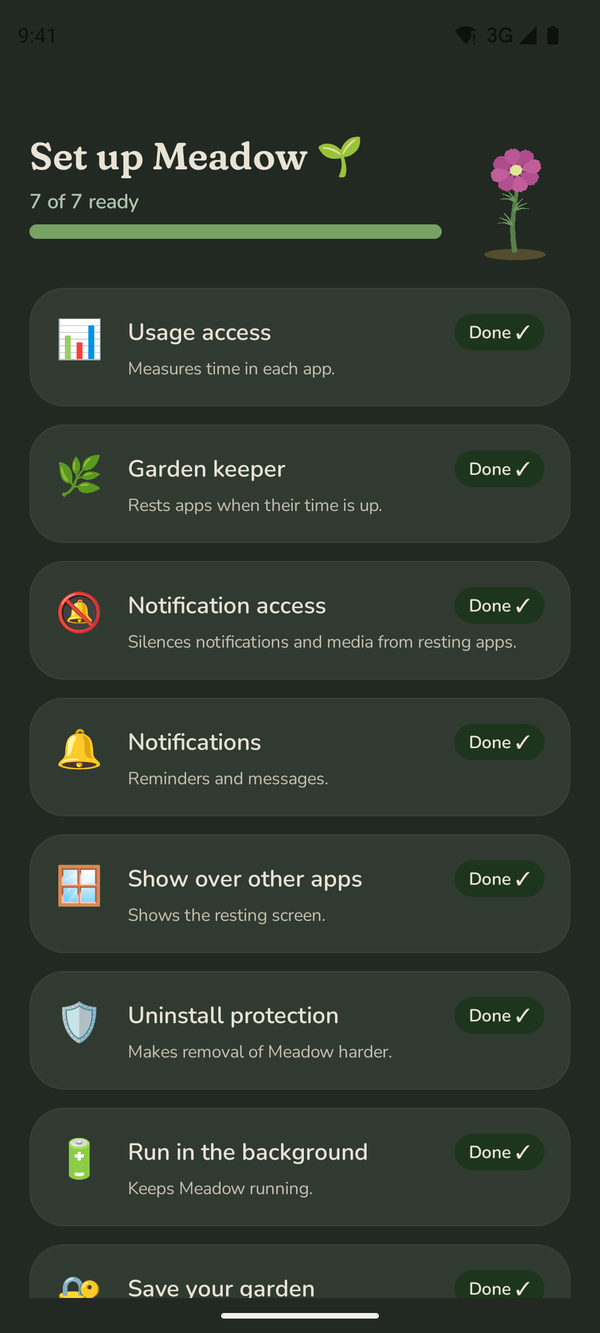 9:41
3G
Set up Meadow 🌱
7 of 7 ready
Usage access
Done ✓
Measures time in each app.
Garden keeper
Done ✓
Rests apps when their time is up.
Notification access
Done ✓
Silences notifications and media from resting apps.
Notifications
Done ✓
Reminders and messages.
Show over other apps
Done ✓
Shows the resting screen.
Uninstall protection
Done ✓
Makes removal of Meadow harder.
Run in the background
Done ✓
Keeps Meadow running.
Save your garden
Done ✓